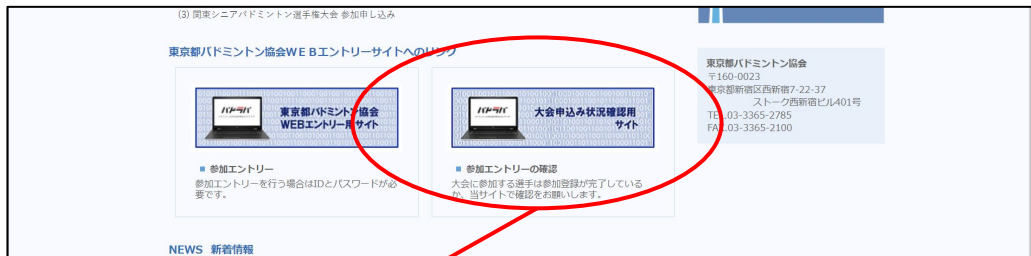 (3) 関東シニアバドミントン選手権大会 参加申し込み
東京都バドミントン協会WEBエントリーサイトへのリンク
バドラバ
東京都バドミントン協会
WEBエントリー用サイト
■ 参加エントリー
参加エントリーを行う場合はIDとパスワードが必
要です。
バドラバ
大会申込み状況確認用
サイト
■ 参加エントリーの確認
大会に参加する選手は参加登録が完了している
か、当サイトで確認をお願いします。
東京都バドミントン協会
〒160-0023
東京都新宿区西新宿7-22-37
ストーク西新宿ビル401号
TEL.03-3365-2785
FAX.03-3365-2100
NEWS 新着情報